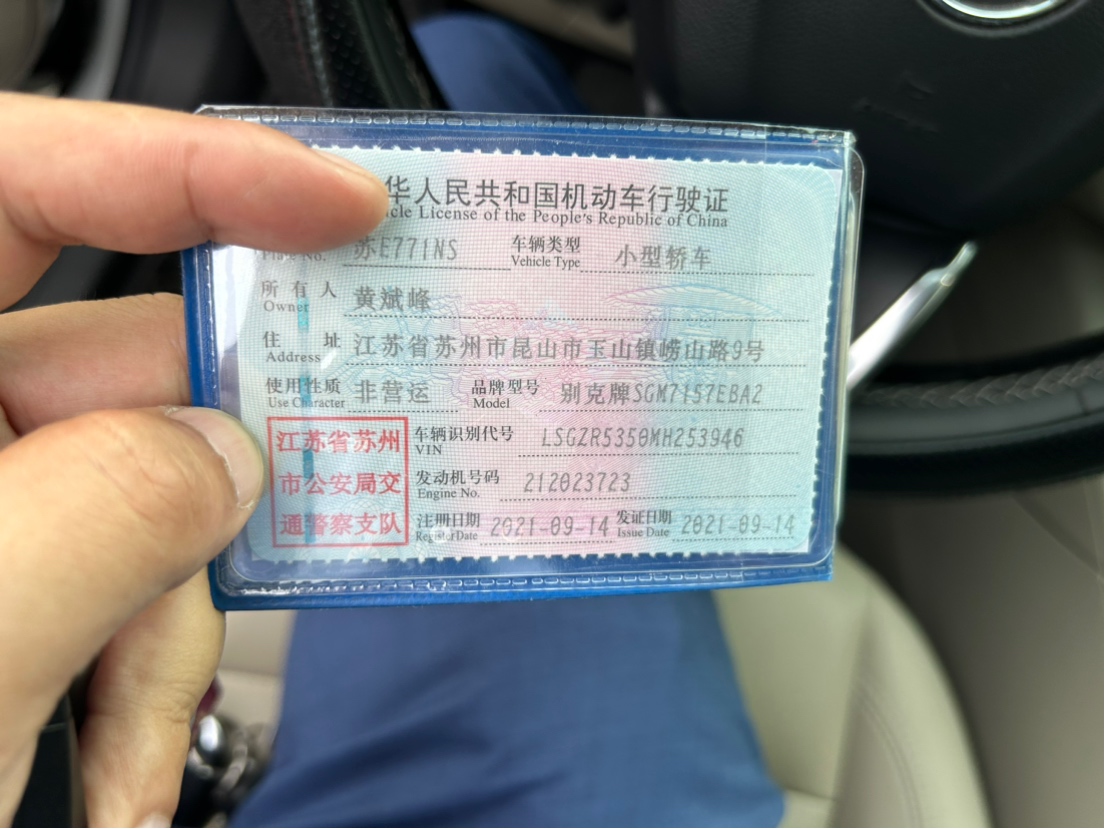 华人民共和国机动车行驶证
icle License of the People's Republic of China
No. 苏E771NS 车辆类型 Vehicle Type 小型轿车
所有人 Owner 黄斌峰
住址 Address 江苏省苏州市昆山市玉山镇崂山路9号
使用性质 Use Character 非营运 品牌型号 Model 别克牌SGM7157EBA2
江苏省苏州
市公安局交
通警察支队
车辆识别代号 VIN LSGZR5350MH253946
发动机号码 Engine No. 212023723
注册日期 Register Date 2021-09-14 发证日期 Issue Date 2021-09-14